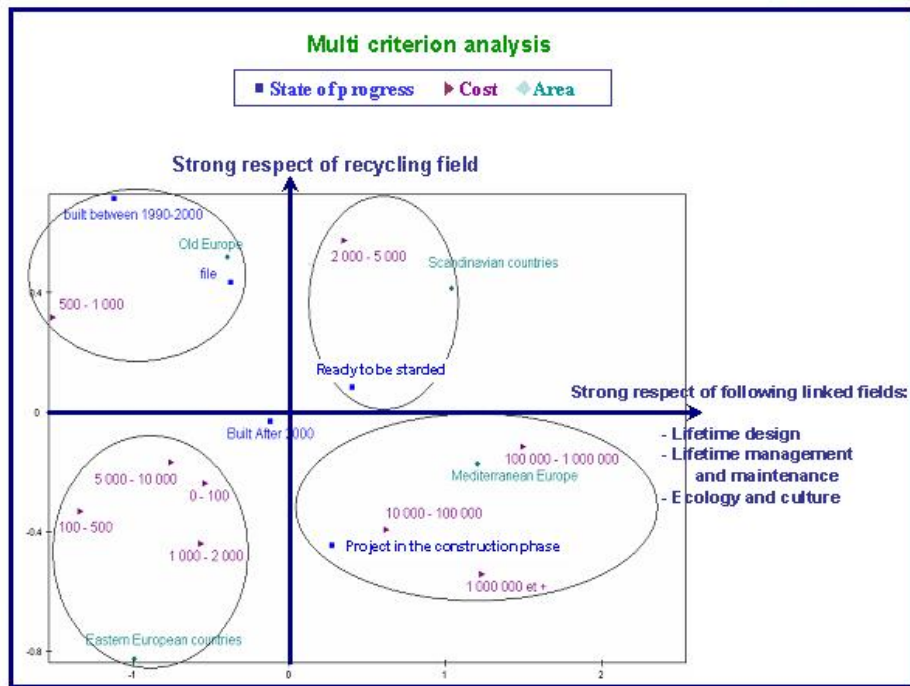 Multi criterion analysis
State of progress Cost Area
Strong respect of recycling field
built between 1990-2000
Old Europe
file
500 - 1 000
2 000 - 5 000
Scandinavian countries
Ready to be starded
0.4
0
Strong respect of following linked fields:
- Lifetime design
- Lifetime management
and maintenance
- Ecology and culture
Built After 2000
5 000 - 10 000
0 - 100
100 - 500
1 000 - 2 000
Eastern European countries
100 000 - 1 000 000
Mediterranean Europe
10 000 - 100 000
Project in the construction phase
1 000 000 et +
-0.4
-0.8
-1 0 1 2